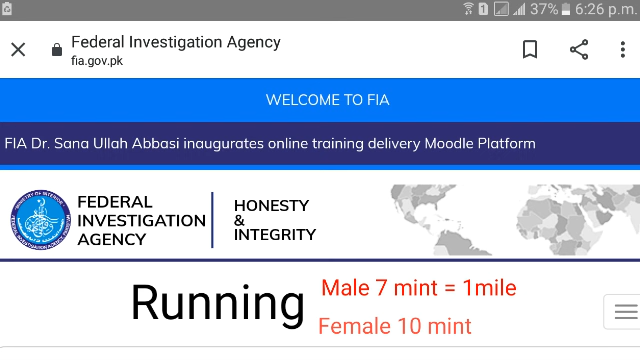 37% 6:26 p.m.
Federal Investigation Agency
fia.gov.pk
WELCOME TO FIA
FIA Dr. Sana Ullah Abbasi inaugurates online training delivery Moodle Platform
FEDERAL
INVESTIGATION
AGENCY
HONESTY
&
INTEGRITY
Running
Male 7 mint = 1mile
Female 10 mint